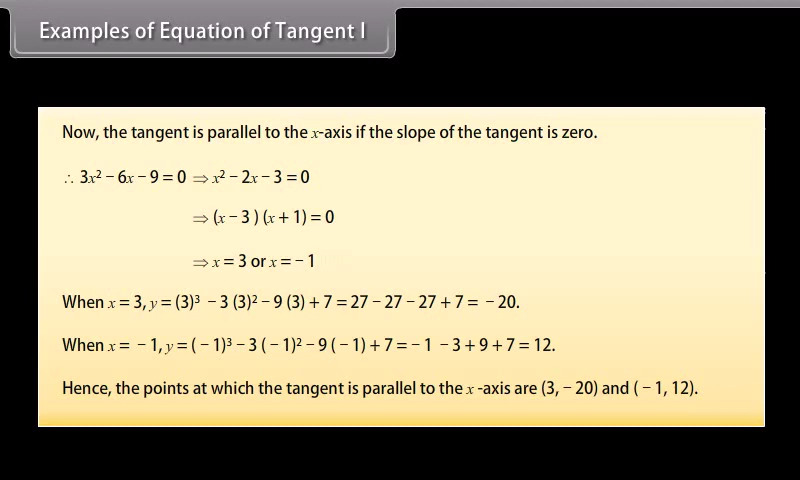 Examples of Equation of Tangent I
Now, the tangent is parallel to the x-axis if the slope of the tangent is zero.
∴ 3x² − 6x − 9 = 0 ⇒ x² − 2x − 3 = 0
⇒ (x − 3 ) (x + 1) = 0
⇒ x = 3 or x = − 1
When x = 3, y = (3)³ − 3 (3)² − 9 (3) + 7 = 27 − 27 − 27 + 7 = − 20.
When x = − 1, y = ( − 1)³ − 3 ( − 1)² − 9 ( − 1) + 7 = − 1 − 3 + 9 + 7 = 12.
Hence, the points at which the tangent is parallel to the x -axis are (3, − 20) and ( − 1, 12).